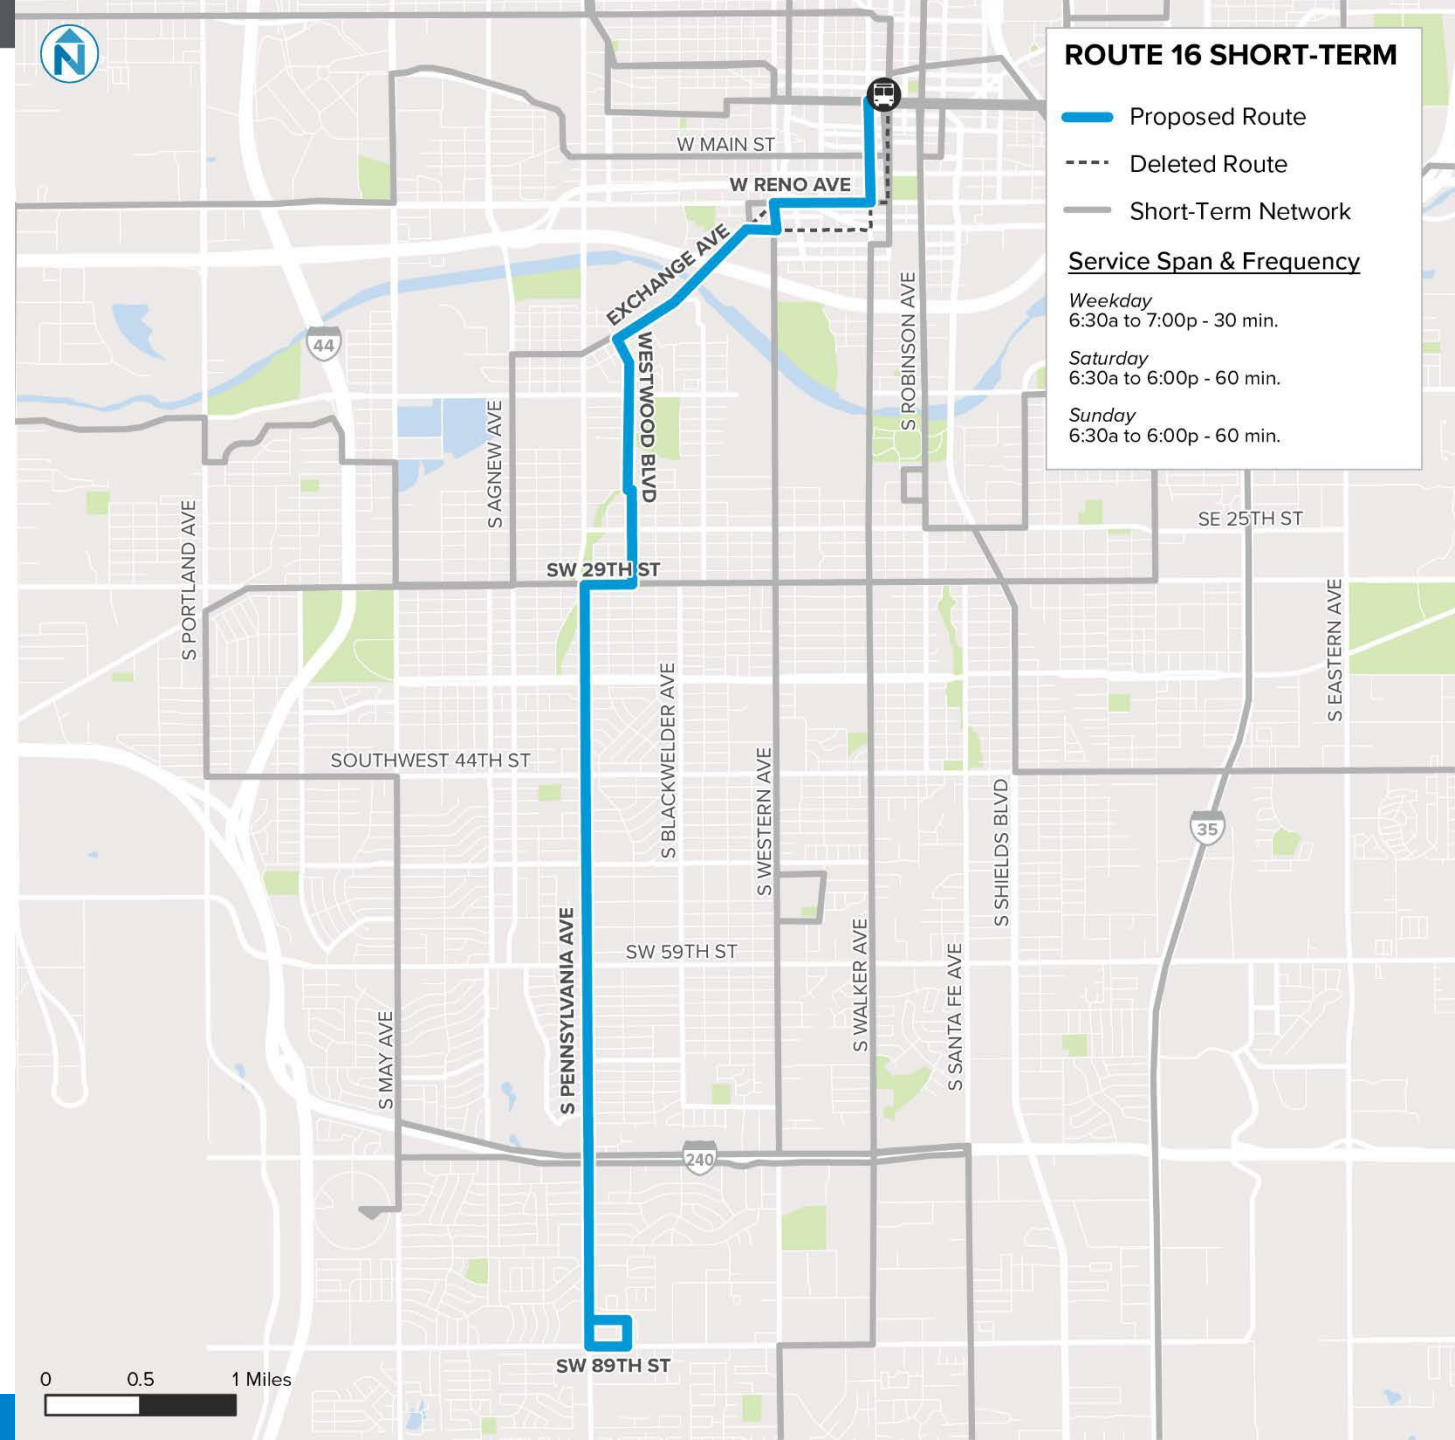 N
ROUTE 16 SHORT-TERM
Proposed Route
Deleted Route
Short-Term Network
Service Span & Frequency
Weekday
6:30a to 7:00p - 30 min.
Saturday
6:30a to 6:00p - 60 min.
Sunday
6:30a to 6:00p - 60 min.
W MAIN ST
W RENO AVE
EXCHANGE AVE
44
WESTWOOD BLVD
S ROBINSON AVE
S AGNEW AVE
S PORTLAND AVE
SE 25TH ST
SW 29TH ST
S EASTERN AVE
S BLACKWELDER AVE
SOUTHWEST 44TH ST
S WESTERN AVE
S SHIELDS BLVD
35
S PENNSYLVANIA AVE
SW 59TH ST
S WALKER AVE
S SANTA FE AVE
S MAY AVE
240
SW 89TH ST
0 0.5 1 Miles